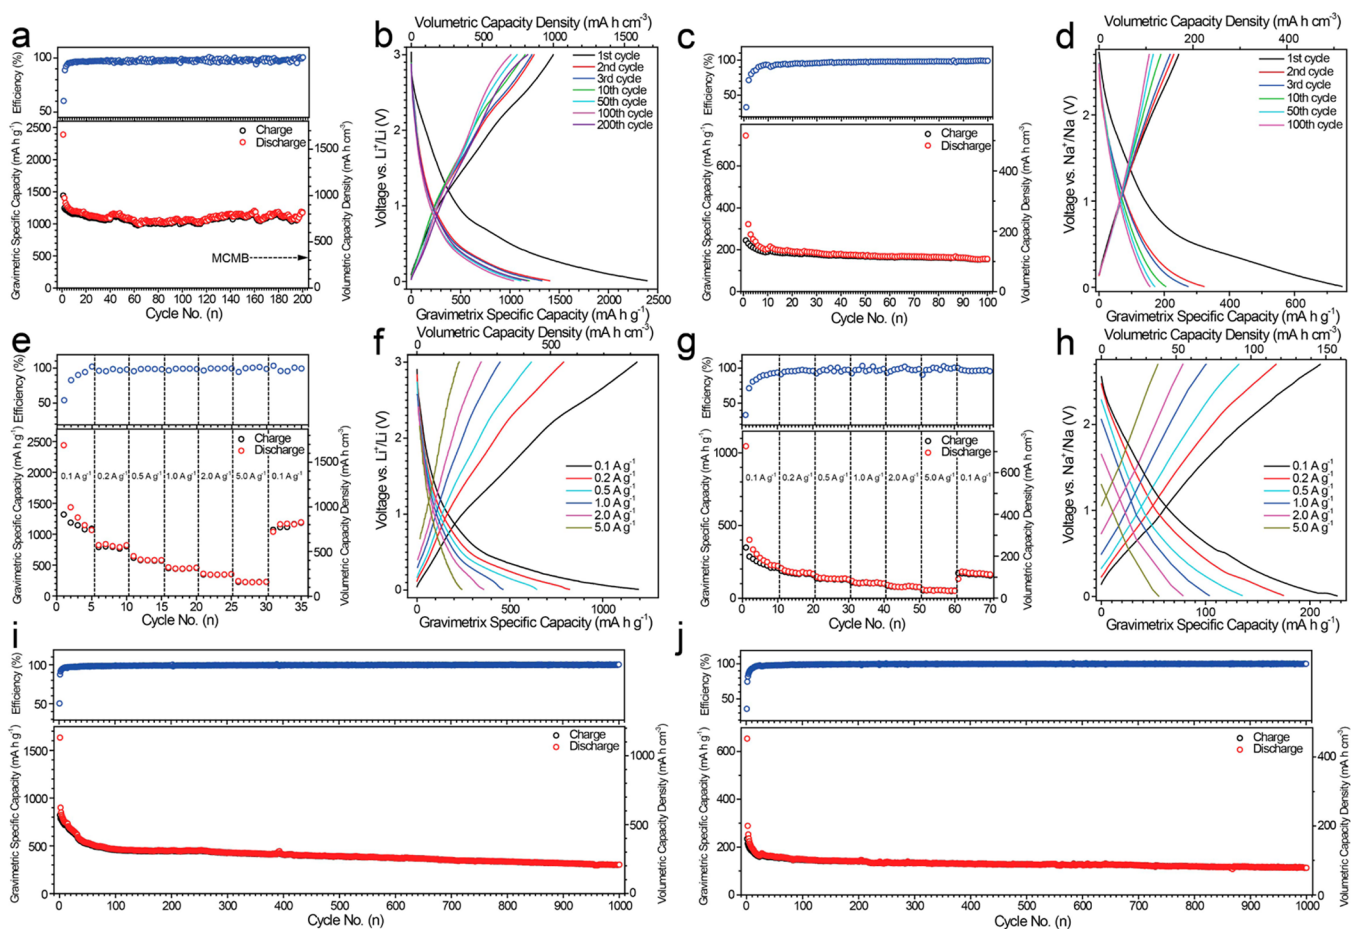 a
Efficiency (%)
100
50
Gravimetric Specific Capacity (mA h g⁻¹)
2500
2000
1500
1000
500
0
Charge
Discharge
MCMB
Volumetric Capacity Density (mA h cm⁻³)
1500
1000
500
0
0 20 40 60 80 100 120 140 160 180 200
Cycle No. (n)
b
Volumetric Capacity Density (mA h cm⁻³)
0 500 1000 1500
Voltage vs. Li⁺/Li (V)
3
2
1
0
1st cycle
2nd cycle
3rd cycle
10th cycle
50th cycle
100th cycle
200th cycle
0 500 1000 1500 2000 2500
Gravimetrix Specific Capacity (mA h g⁻¹)
c
Efficiency (%)
100
50
Gravimetric Specific Capacity (mA h g⁻¹)
800
600
400
200
0
Charge
Discharge
Volumetric Capacity Density (mA h cm⁻³)
400
200
0
0 10 20 30 40 50 60 70 80 90 100
Cycle No. (n)
d
Volumetric Capacity Density (mA h cm⁻³)
0 100 200 300 400 500
Voltage vs. Na⁺/Na (V)
2
1
0
1st cycle
2nd cycle
3rd cycle
10th cycle
50th cycle
100th cycle
0 200 400 600
Gravimetrix Specific Capacity (mA h g⁻¹)
e
Efficiency (%)
100
50
Gravimetric Specific Capacity (mA h g⁻¹)
2500
2000
1500
1000
500
0
Charge
Discharge
0.1 A g⁻¹ 0.2 A g⁻¹ 0.5 A g⁻¹ 1.0 A g⁻¹ 2.0 A g⁻¹ 5.0 A g⁻¹ 0.1 A g⁻¹
Volumetric Capacity Density (mA h cm⁻³)
1500
1000
500
0
0 5 10 15 20 25 30 35
Cycle No. (n)
f
Volumetric Capacity Density (mA h cm⁻³)
0 500
Voltage vs. Li⁺/Li (V)
3
2
1
0
0.1 A g⁻¹
0.2 A g⁻¹
0.5 A g⁻¹
1.0 A g⁻¹
2.0 A g⁻¹
5.0 A g⁻¹
0 500 1000
Gravimetrix Specific Capacity (mA h g⁻¹)
g
Efficiency (%)
100
50
Gravimetric Specific Capacity (mA h g⁻¹)
1000
500
0
Charge
Discharge
0.1 A g⁻¹ 0.2 A g⁻¹ 0.5 A g⁻¹ 1.0 A g⁻¹ 2.0 A g⁻¹ 5.0 A g⁻¹ 0.1 A g⁻¹
Volumetric Capacity Density (mA h cm⁻³)
600
400
200
0
0 10 20 30 40 50 60 70
Cycle No. (n)
h
Volumetric Capacity Density (mA h cm⁻³)
0 50 100 150
Voltage vs. Na⁺/Na (V)
2
1
0
0.1 A g⁻¹
0.2 A g⁻¹
0.5 A g⁻¹
1.0 A g⁻¹
2.0 A g⁻¹
5.0 A g⁻¹
0 100 200
Gravimetrix Specific Capacity (mA h g⁻¹)
i
Efficiency (%)
100
50
Gravimetric Specific Capacity (mA h g⁻¹)
1500
1000
500
0
Charge
Discharge
Volumetric Capacity Density (mA h cm⁻³)
1000
500
0
0 100 200 300 400 500 600 700 800 900 1000
Cycle No. (n)
j
Efficiency (%)
100
50
Gravimetric Specific Capacity (mA h g⁻¹)
600
400
200
0
Charge
Discharge
Volumetric Capacity Density (mA h cm⁻³)
400
200
0
0 100 200 300 400 500 600 700 800 900 1000
Cycle No. (n)